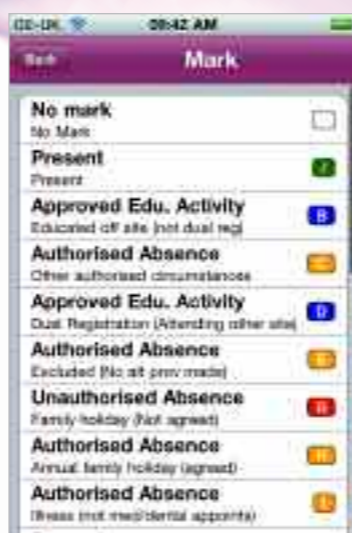 O2-UK 09:42 AM
Back Mark
No mark
No Mark
Present
Present
Approved Edu. Activity B
Educated off site (not dual reg)
Authorised Absence
Other authorised circumstances
Approved Edu. Activity D
Dual Registration (Attending other site)
Authorised Absence E
Excluded (No alt prov made)
Unauthorised Absence G
Family holiday (Not agreed)
Authorised Absence H
Annual family holiday (agreed)
Authorised Absence I
Illness (not med/dental appoints)